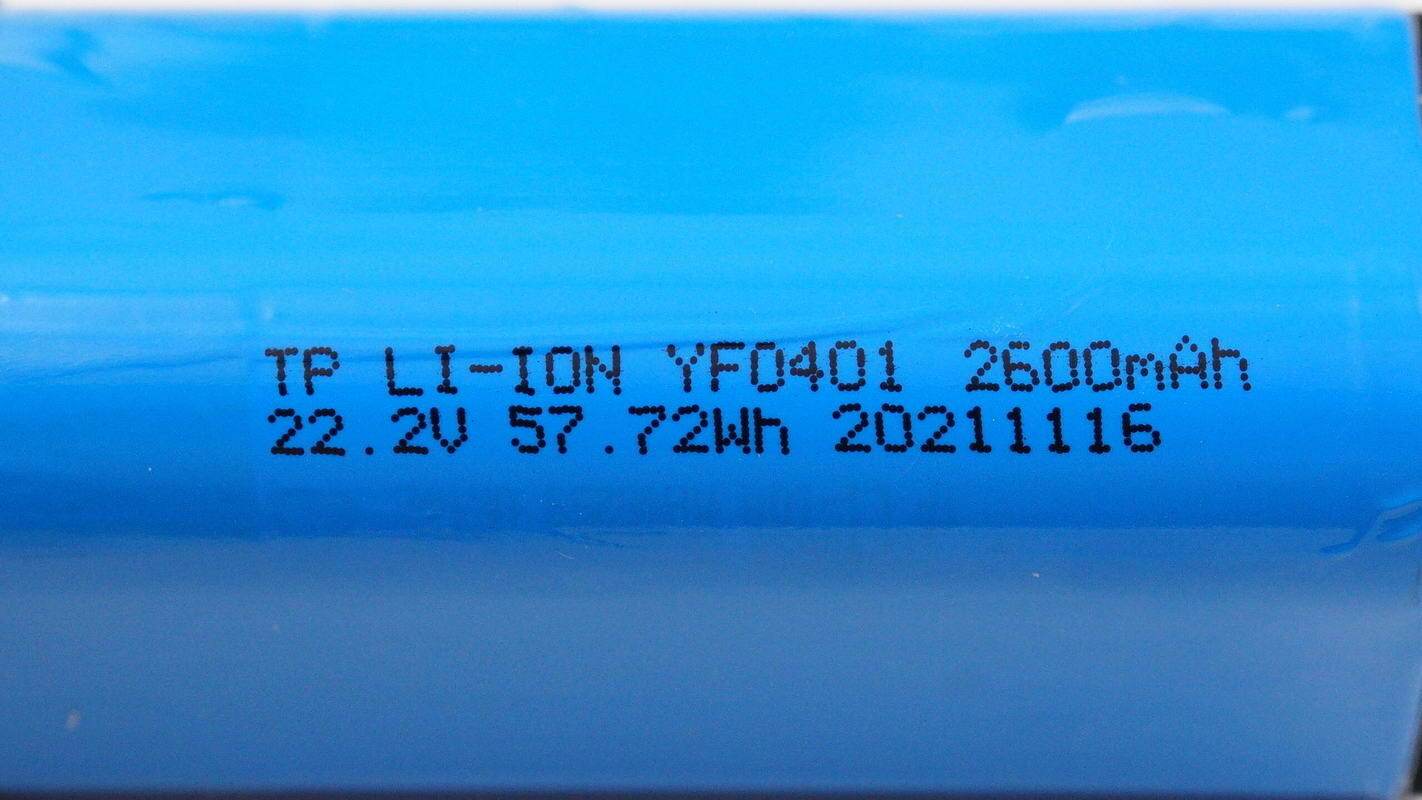 TP LI-ION YF0401 2600mAh
22.2V 57.72Wh 20211116